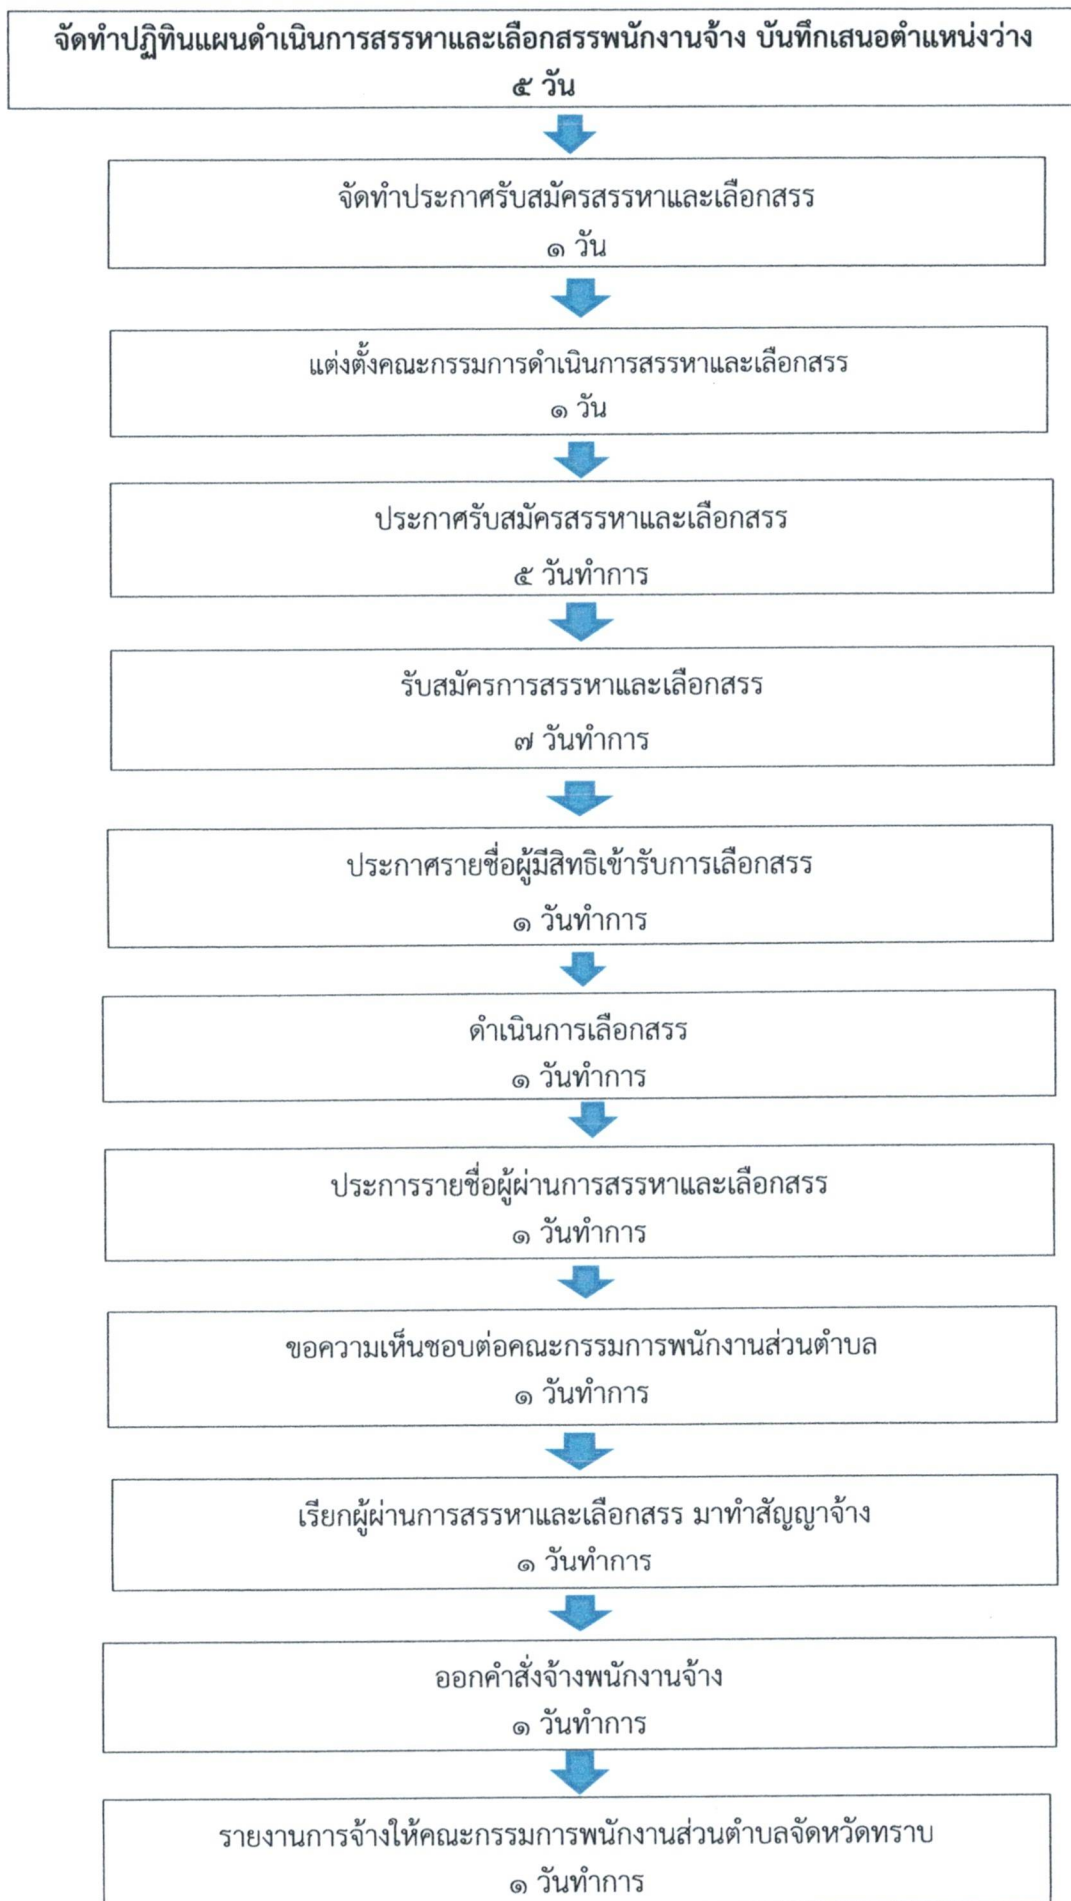 จัดทำปฏิทินแผนดำเนินการสรรหาและเลือกสรรพนักงานจ้าง บันทึกเสนอตำแหน่งว่าง
๕ วัน
จัดทำประกาศรับสมัครสรรหาและเลือกสรร
๑ วัน
แต่งตั้งคณะกรรมการดำเนินการสรรหาและเลือกสรร
๑ วัน
ประกาศรับสมัครสรรหาและเลือกสรร
๕ วันทำการ
รับสมัครการสรรหาและเลือกสรร
๗ วันทำการ
ประกาศรายชื่อผู้มีสิทธิเข้ารับการเลือกสรร
๑ วันทำการ
ดำเนินการเลือกสรร
๑ วันทำการ
ประการรายชื่อผู้ผ่านการสรรหาและเลือกสรร
๑ วันทำการ
ขอความเห็นชอบต่อคณะกรรมการพนักงานส่วนตำบล
๑ วันทำการ
เรียกผู้ผ่านการสรรหาและเลือกสรร มาทำสัญญาจ้าง
๑ วันทำการ
ออกคำสั่งจ้างพนักงานจ้าง
๑ วันทำการ
รายงานการจ้างให้คณะกรรมการพนักงานส่วนตำบลจัดหวัดทราบ
๑ วันทำการ